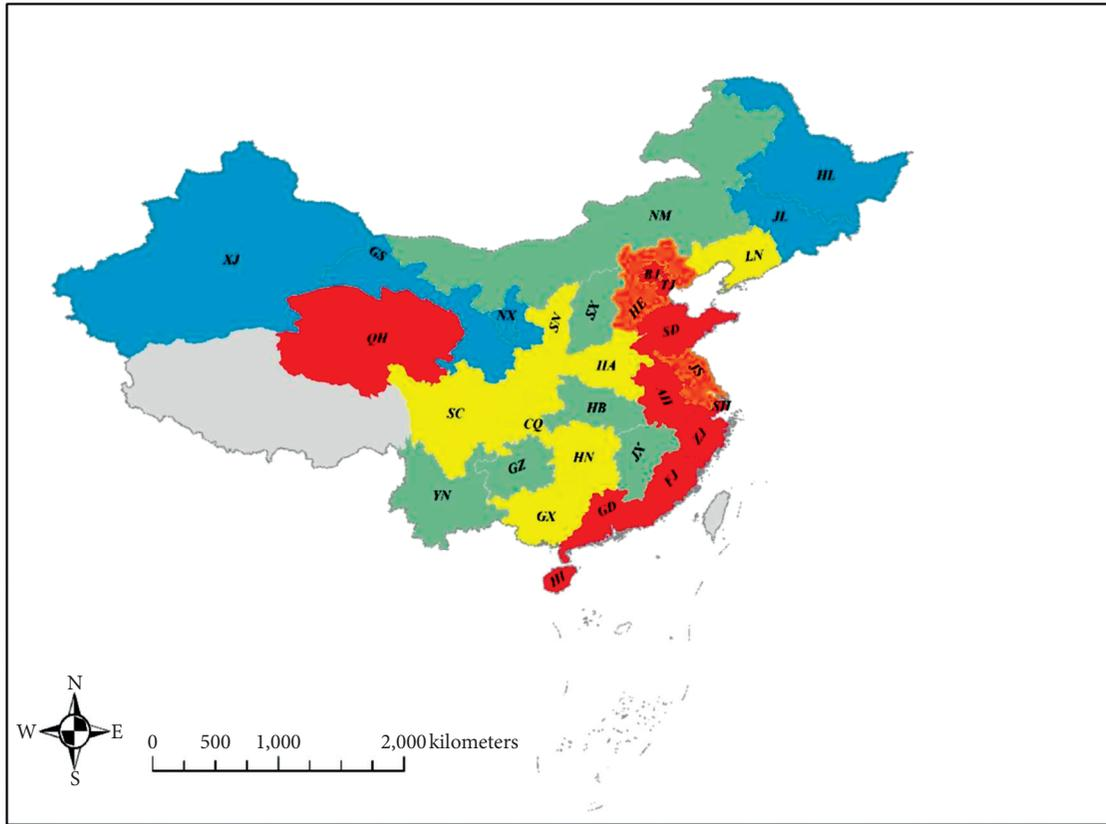 HL
NM
JL
XJ
GS
LN
BJ
TJ
NX
SN
SX
HE
QH
SD
HA
JS
SC
HB
AH
SH
CQ
ZJ
GZ
HN
JX
YN
FJ
GX
GD
HI
N
W E
S
0 500 1,000 2,000 kilometers